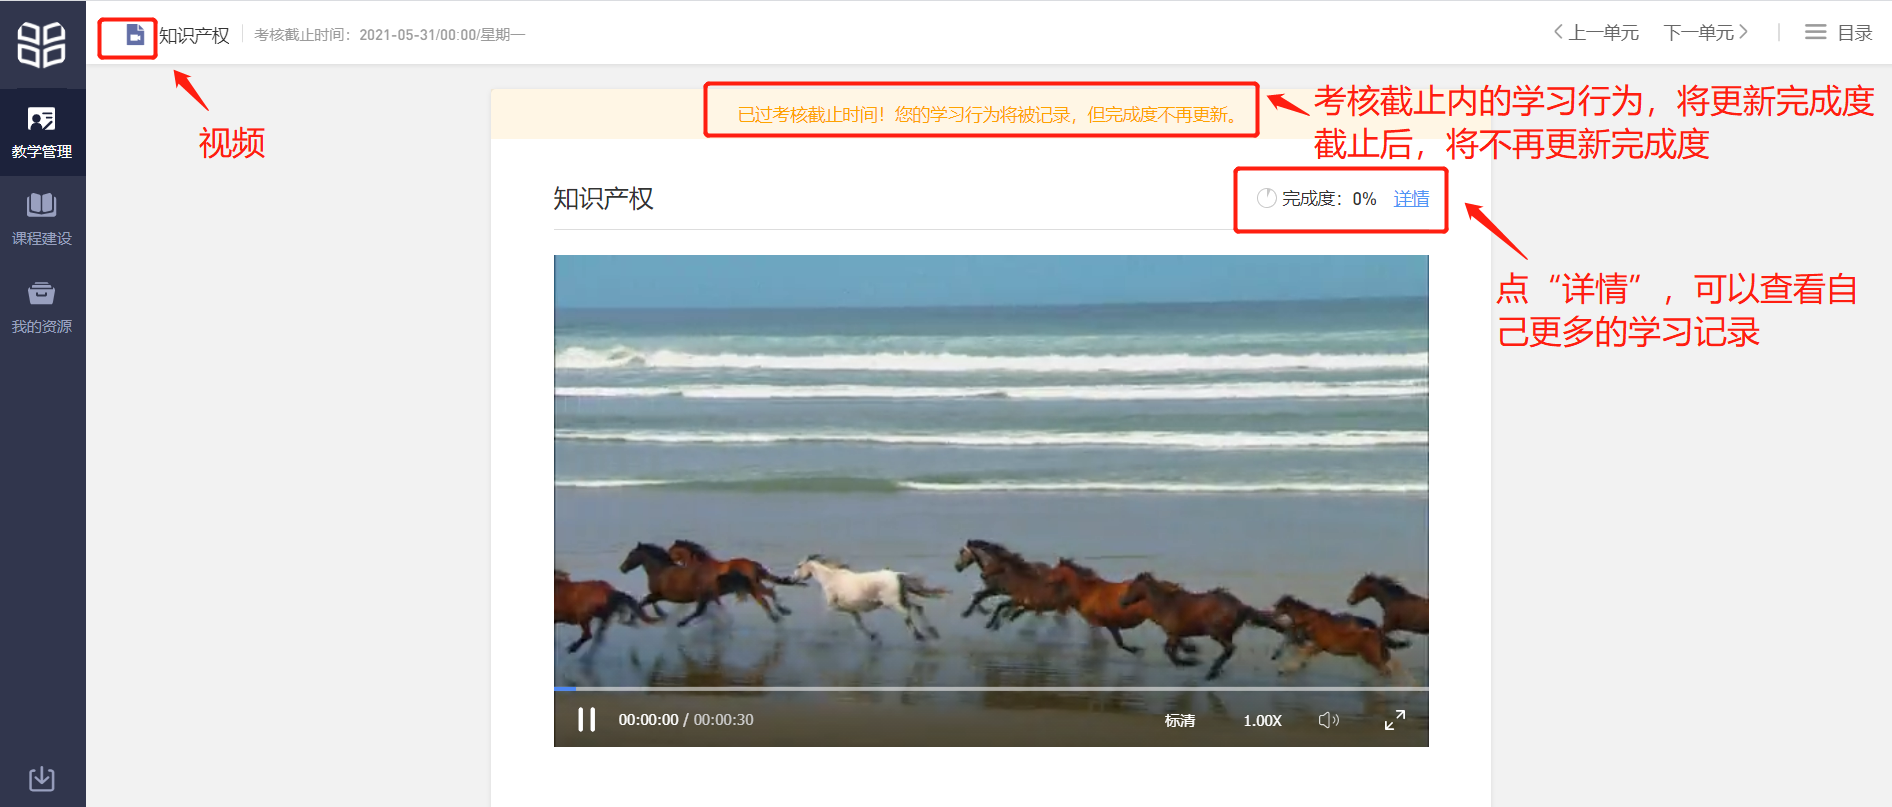 知识产权
考核截止时间：2021-05-31/00:00/星期一
上一单元
下一单元
目录
视频
教学管理
课程建设
我的资源
已过考核截止时间！您的学习行为将被记录，但完成度不再更新。
考核截止内的学习行为，将更新完成度
截止后，将不再更新完成度
知识产权
完成度：0% 详情
点“详情”，可以查看自
己更多的学习记录
00:00:00 / 00:00:30
标清
1.00X